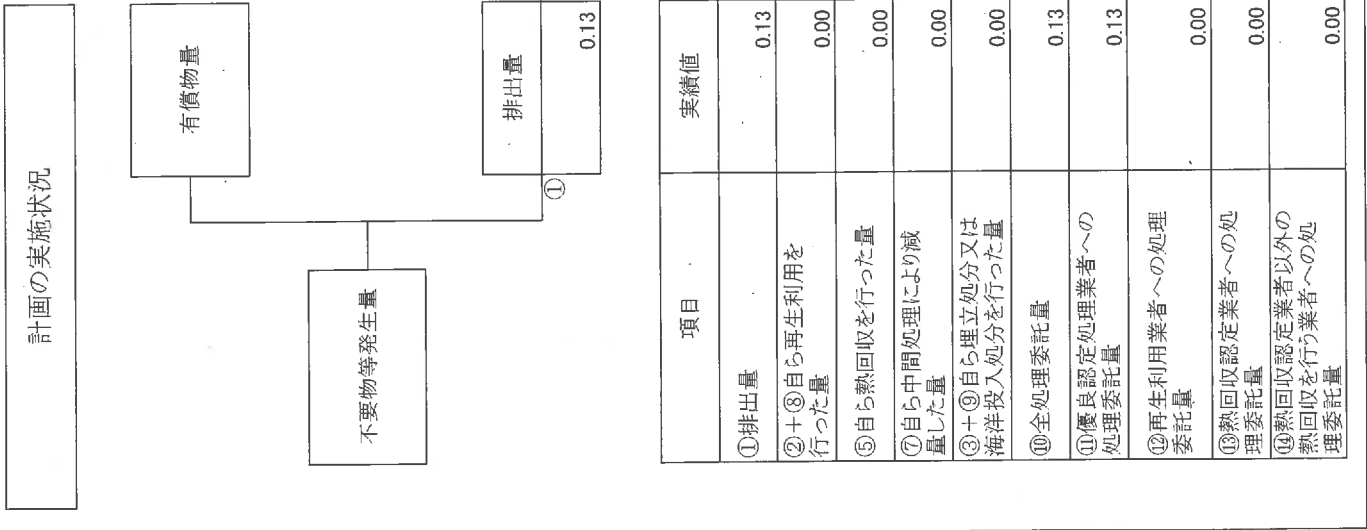 計画の実施状況
有償物量
不要物等発生量
排出量
①
0.13
項目
実績値
①排出量
0.13
②+⑧自ら再生利用を
行った量
0.00
⑤自ら熱回収を行った量
0.00
⑦自ら中間処理により減
量した量
0.00
③+⑨自ら埋立処分又は
海洋投入処分を行った量
0.00
⑩全処理委託量
0.13
⑪優良認定処理業者への
処理委託量
0.13
⑫再生利用業者への処理
委託量
0.00
⑬熱回収認定業者への処
理委託量
0.00
⑭熱回収認定業者以外の
熱回収を行う業者への処
理委託量
0.00